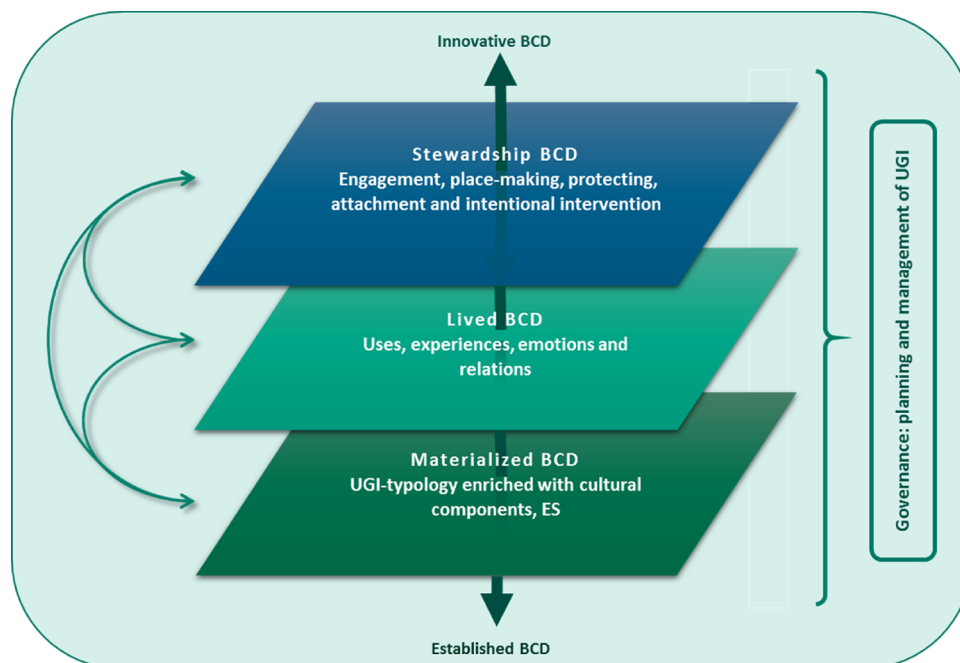 Innovative BCD
Stewardship BCD
Engagement, place-making, protecting,
attachment and intentional intervention
Lived BCD
Uses, experiences, emotions and
relations
Materialized BCD
UGI-typology enriched with cultural
components, ES
Established BCD
Governance: planning and management of UGI